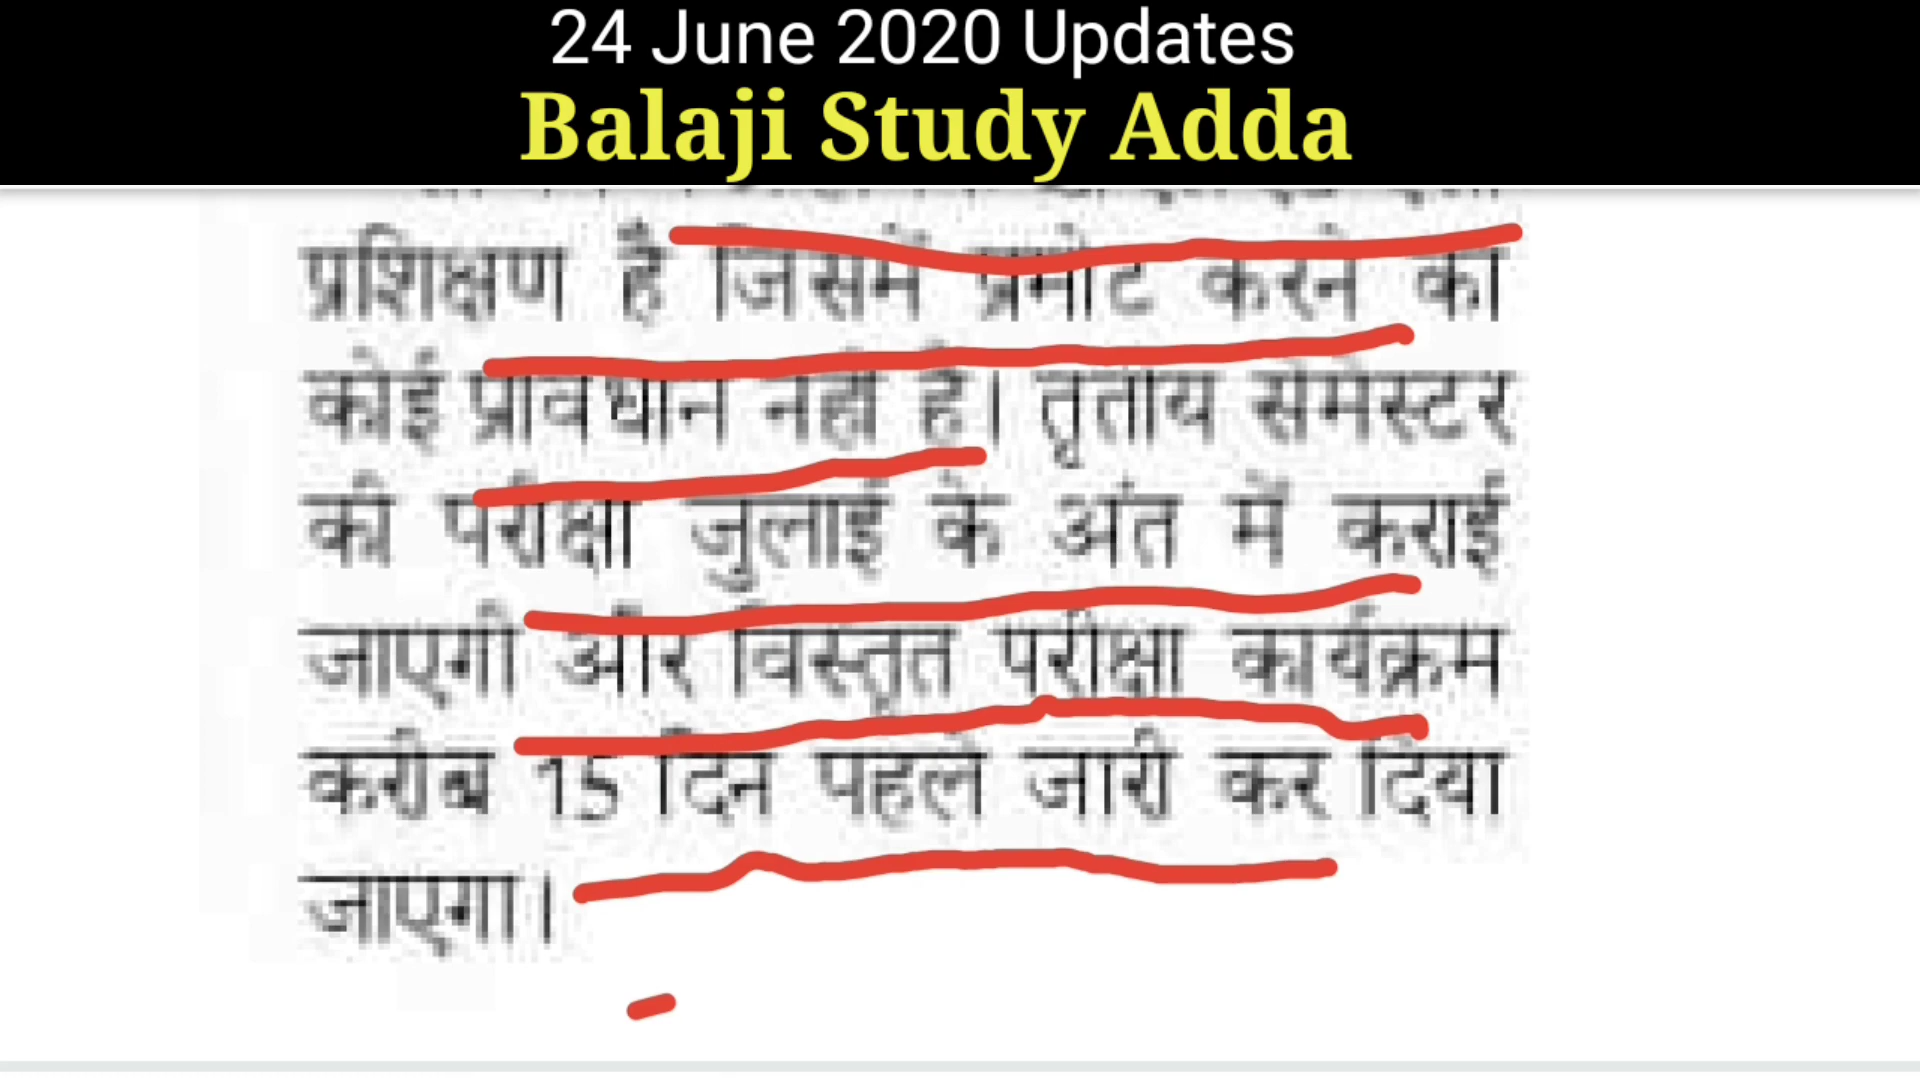 24 June 2020 Updates
Balaji Study Adda
प्रशिक्षण है जिसमें प्रमोट करने का
कोई प्रावधान नहीं है। तृतीय सेमेस्टर
की परीक्षा जुलाई के अंत में कराई
जाएगी और विस्तृत परीक्षा कार्यक्रम
करीब 15 दिन पहले जारी कर दिया
जाएगा।